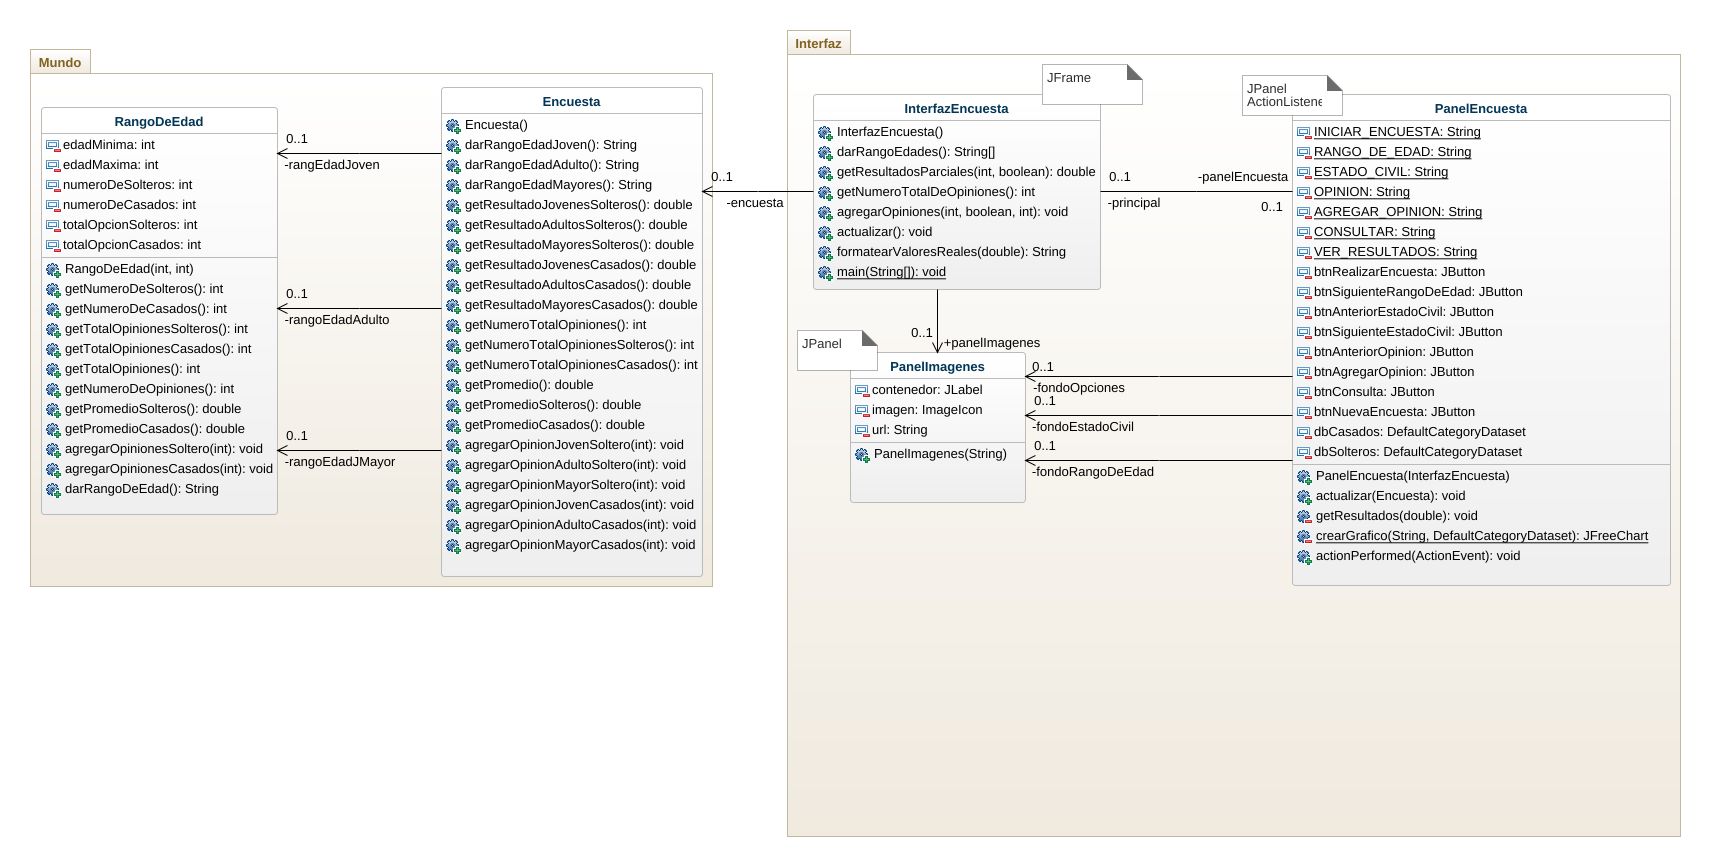 Mundo
RangoDeEdad
edadMinima: int
edadMaxima: int
numeroDeSolteros: int
numeroDeCasados: int
totalOpcionSolteros: int
totalOpcionCasados: int
RangoDeEdad(int, int)
getNumeroDeSolteros(): int
getNumeroDeCasados(): int
getTotalOpinionesSolteros(): int
getTotalOpinionesCasados(): int
getTotalOpiniones(): int
getNumeroDeOpiniones(): int
getPromedioSolteros(): double
getPromedioCasados(): double
agregarOpinionesSoltero(int): void
agregarOpinionesCasados(int): void
darRangoDeEdad(): String
0..1
-rangEdadJoven
0..1
-rangoEdadAdulto
0..1
-rangoEdadJMayor
Encuesta
Encuesta()
darRangoEdadJoven(): String
darRangoEdadAdulto(): String
darRangoEdadMayores(): String
getResultadoJovenesSolteros(): double
getResultadoAdultosSolteros(): double
getResultadoMayoresSolteros(): double
getResultadoJovenesCasados(): double
getResultadoAdultosCasados(): double
getResultadoMayoresCasados(): double
getNumeroTotalOpiniones(): int
getNumeroTotalOpinionesSolteros(): int
getNumeroTotalOpinionesCasados(): int
getPromedio(): double
getPromedioSolteros(): double
getPromedioCasados(): double
agregarOpinionJovenSoltero(int): void
agregarOpinionAdultoSoltero(int): void
agregarOpinionMayorSoltero(int): void
agregarOpinionJovenCasados(int): void
agregarOpinionAdultoCasados(int): void
agregarOpinionMayorCasados(int): void
0..1
-encuesta
Interfaz
JFrame
InterfazEncuesta
InterfazEncuesta()
darRangoEdades(): String[]
getResultadosParciales(int, boolean): double
getNumeroTotalDeOpiniones(): int
agregarOpiniones(int, boolean, int): void
actualizar(): void
formatearValoresReales(double): String
main(String[]): void
0..1
-principal
-panelEncuesta
0..1
0..1
+panelImagenes
JPanel
PanelImagenes
contenedor: JLabel
imagen: ImageIcon
url: String
PanelImagenes(String)
0..1
-fondoOpciones
0..1
-fondoEstadoCivil
0..1
-fondoRangoDeEdad
JPanel
ActionListene
PanelEncuesta
INICIAR_ENCUESTA: String
RANGO_DE_EDAD: String
ESTADO_CIVIL: String
OPINION: String
AGREGAR_OPINION: String
CONSULTAR: String
VER_RESULTADOS: String
btnRealizarEncuesta: JButton
btnSiguienteRangoDeEdad: JButton
btnAnteriorEstadoCivil: JButton
btnSiguienteEstadoCivil: JButton
btnAnteriorOpinion: JButton
btnAgregarOpinion: JButton
btnConsulta: JButton
btnNuevaEncuesta: JButton
dbCasados: DefaultCategoryDataset
dbSolteros: DefaultCategoryDataset
PanelEncuesta(InterfazEncuesta)
actualizar(Encuesta): void
getResultados(double): void
crearGrafico(String, DefaultCategoryDataset): JFreeChart
actionPerformed(ActionEvent): void